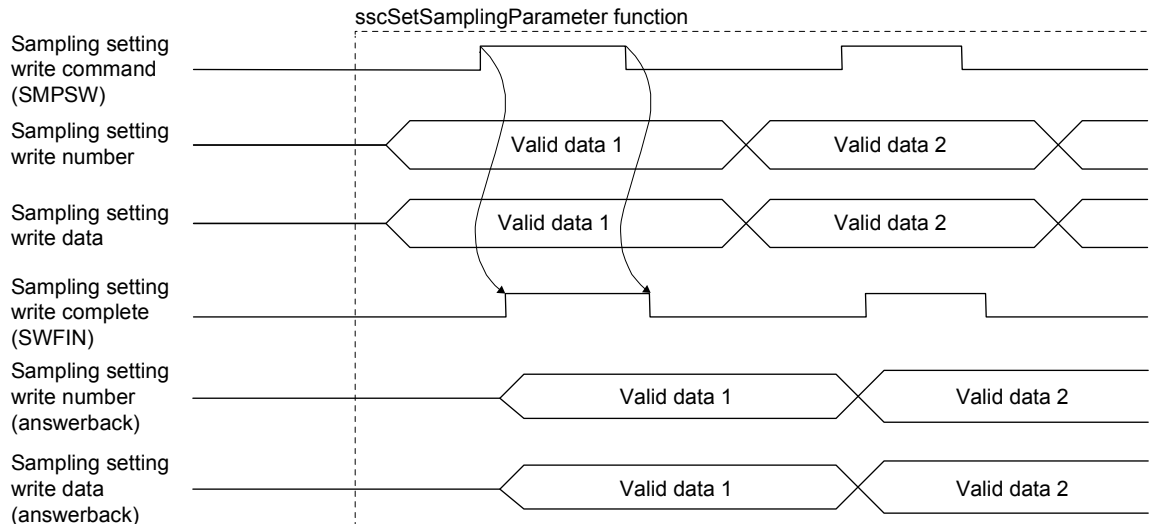 sscSetSamplingParameter function
Sampling setting
write command
(SMPSW)
Sampling setting
write number
Valid data 1
Valid data 2
Sampling setting
write data
Valid data 1
Valid data 2
Sampling setting
write complete
(SWFIN)
Sampling setting
write number
(answerback)
Valid data 1
Valid data 2
Sampling setting
write data
(answerback)
Valid data 1
Valid data 2